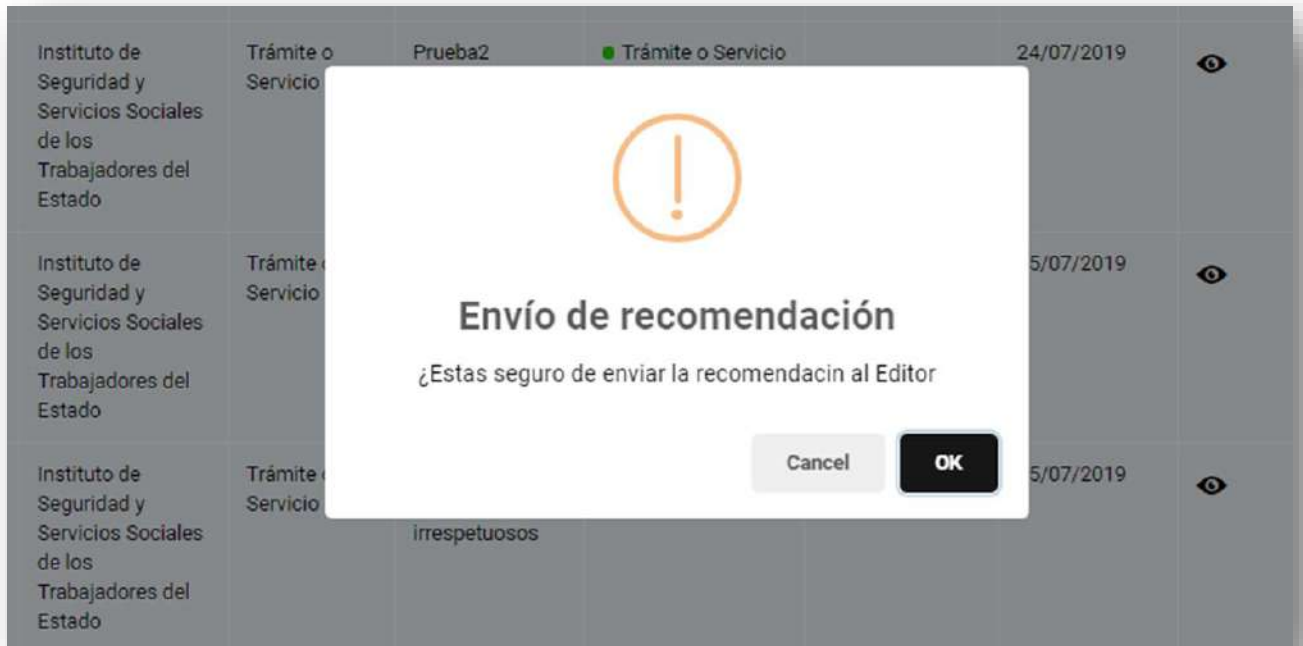 Instituto de
Seguridad y
Servicios Sociales
de los
Trabajadores del
Estado
Trámite o
Servicio
Prueba2
Trámite o Servicio
24/07/2019
Envío de recomendación
¿Estas seguro de enviar la recomendacin al Editor
Cancel
OK
Instituto de
Seguridad y
Servicios Sociales
de los
Trabajadores del
Estado
Trámite
Servicio
5/07/2019
Instituto de
Seguridad y
Servicios Sociales
de los
Trabajadores del
Estado
Trámite
Servicio
irrespetuosos
5/07/2019